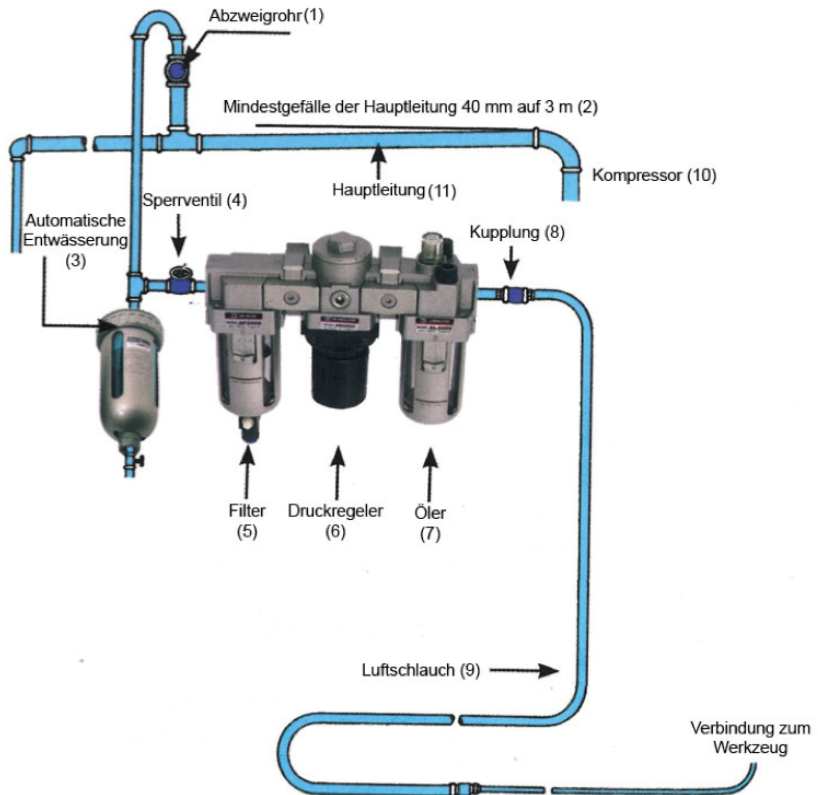 Abzweigrohr (1)
Mindestgefälle der Hauptleitung 40 mm auf 3 m (2)
Hauptleitung (11)
Kompressor (10)
Sperrventil (4)
Automatische
Entwässerung
(3)
Kupplung (8)
Filter
(5)
Druckregeler
(6)
Öler
(7)
Luftschlauch (9)
Verbindung zum
Werkzeug